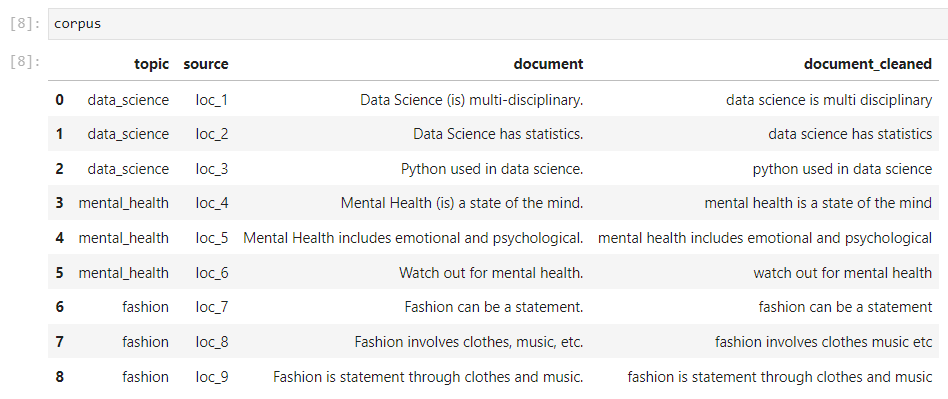 [8]: corpus
[8]:
topic source document document_cleaned
0 data_science loc_1 Data Science (is) multi-disciplinary. data science is multi disciplinary
1 data_science loc_2 Data Science has statistics. data science has statistics
2 data_science loc_3 Python used in data science. python used in data science
3 mental_health loc_4 Mental Health (is) a state of the mind. mental health is a state of the mind
4 mental_health loc_5 Mental Health includes emotional and psychological. mental health includes emotional and psychological
5 mental_health loc_6 Watch out for mental health. watch out for mental health
6 fashion loc_7 Fashion can be a statement. fashion can be a statement
7 fashion loc_8 Fashion involves clothes, music, etc. fashion involves clothes music etc
8 fashion loc_9 Fashion is statement through clothes and music. fashion is statement through clothes and music